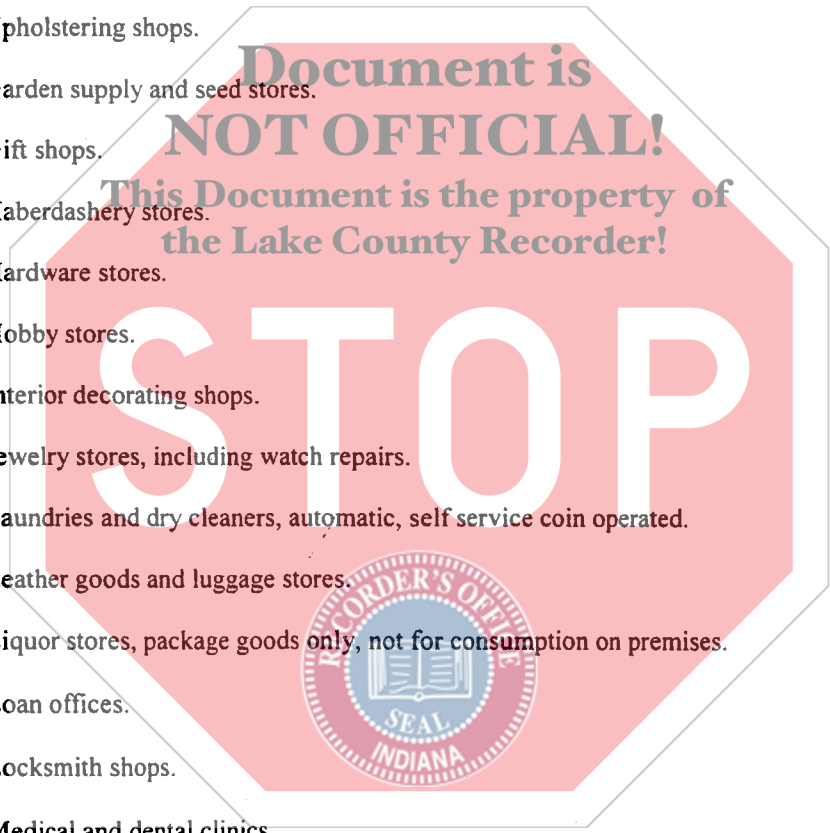 pholstering shops.
Document is
arden supply and seed stores.
NOT OFFICIAL!
ift shops.
This Document is the property of
aberdashery stores.
the Lake County Recorder!
ardware stores.
obby stores.
nterior decorating shops.
STOP
ewelry stores, including watch repairs.
aundries and dry cleaners, automatic, self service coin operated.
eather goods and luggage stores.
RECORDER'S OFFICE
iquor stores, package goods only, not for consumption on premises.
oan offices.
SEAL
INDIANA
ocksmith shops.
Medical and dental clinics